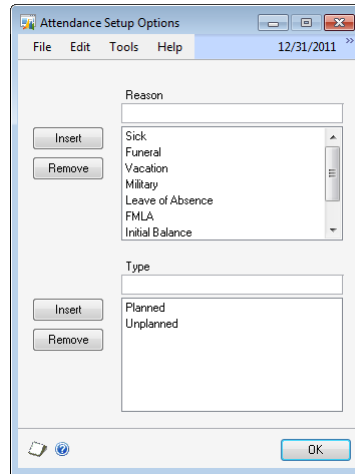 Attendance Setup Options
File Edit Tools Help 12/31/2011 »
Reason
Insert
Remove
Sick
Funeral
Vacation
Military
Leave of Absence
FMLA
Initial Balance
Type
Insert
Remove
Planned
Unplanned
OK